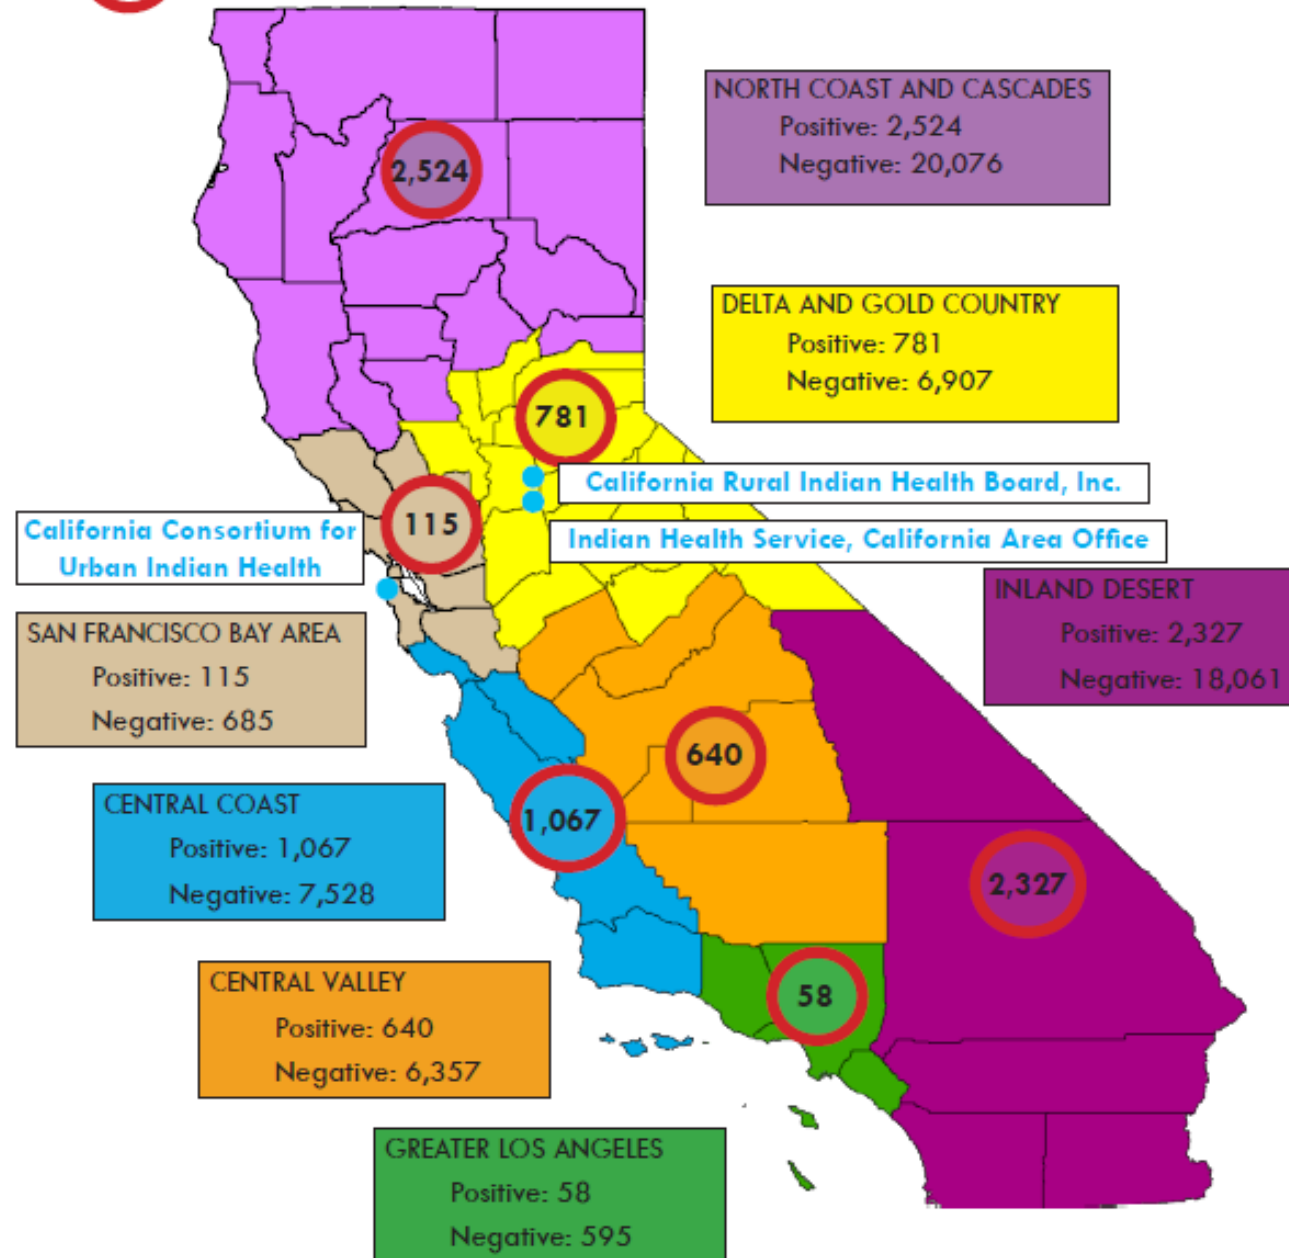 NORTH COAST AND CASCADES
Positive: 2,524
Negative: 20,076
2,524
DELTA AND GOLD COUNTRY
Positive: 781
Negative: 6,907
781
California Rural Indian Health Board, Inc.
115
California Consortium for
Urban Indian Health
Indian Health Service, California Area Office
INLAND DESERT
Positive: 2,327
Negative: 18,061
SAN FRANCISCO BAY AREA
Positive: 115
Negative: 685
640
CENTRAL COAST
Positive: 1,067
Negative: 7,528
1,067
2,327
CENTRAL VALLEY
Positive: 640
Negative: 6,357
58
GREATER LOS ANGELES
Positive: 58
Negative: 595